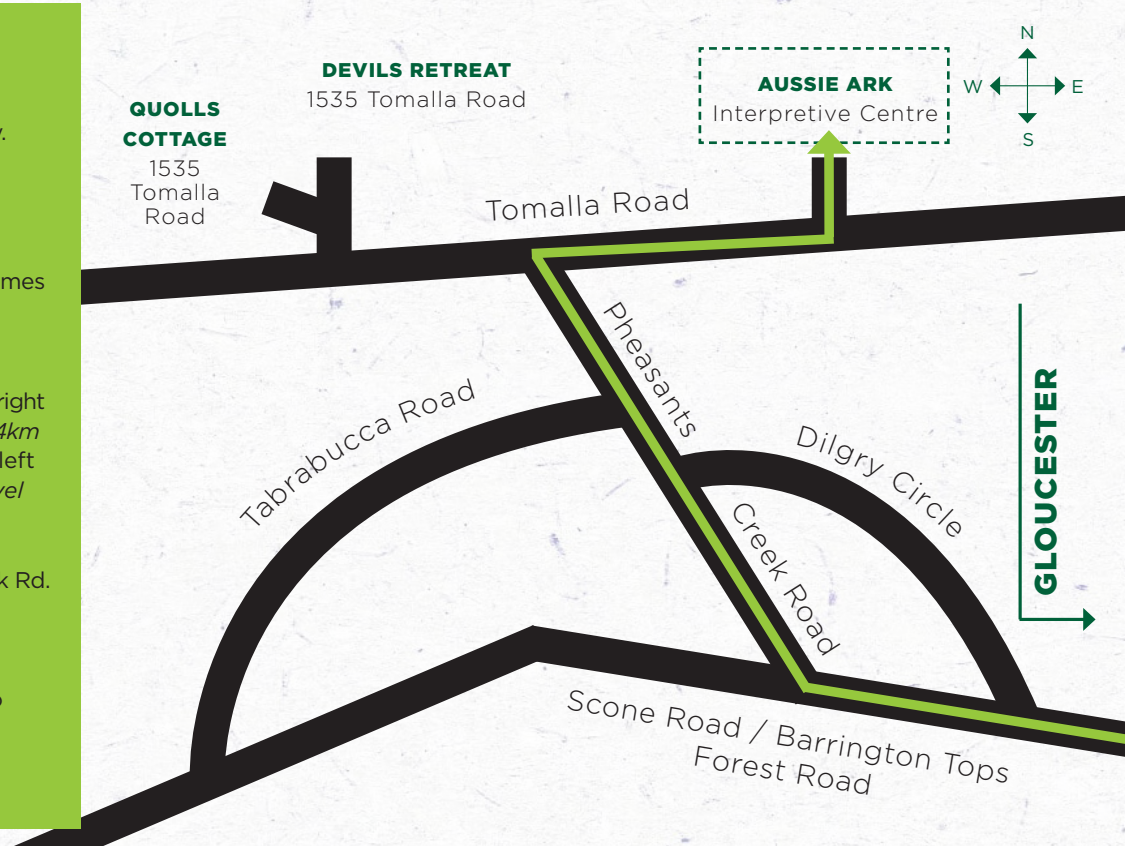 mes
right
4km
left
vel
k Rd.
QUOLLS
COTTAGE
1535
Tomalla
Road
DEVILS RETREAT
1535 Tomalla Road
AUSSIE ARK
Interpretive Centre
N
W
E
S
Tomalla Road
Pheasants
Creek Road
Tabrabucca Road
Dilgry Circle
GLOUCESTER
Scone Road / Barrington Tops
Forest Road